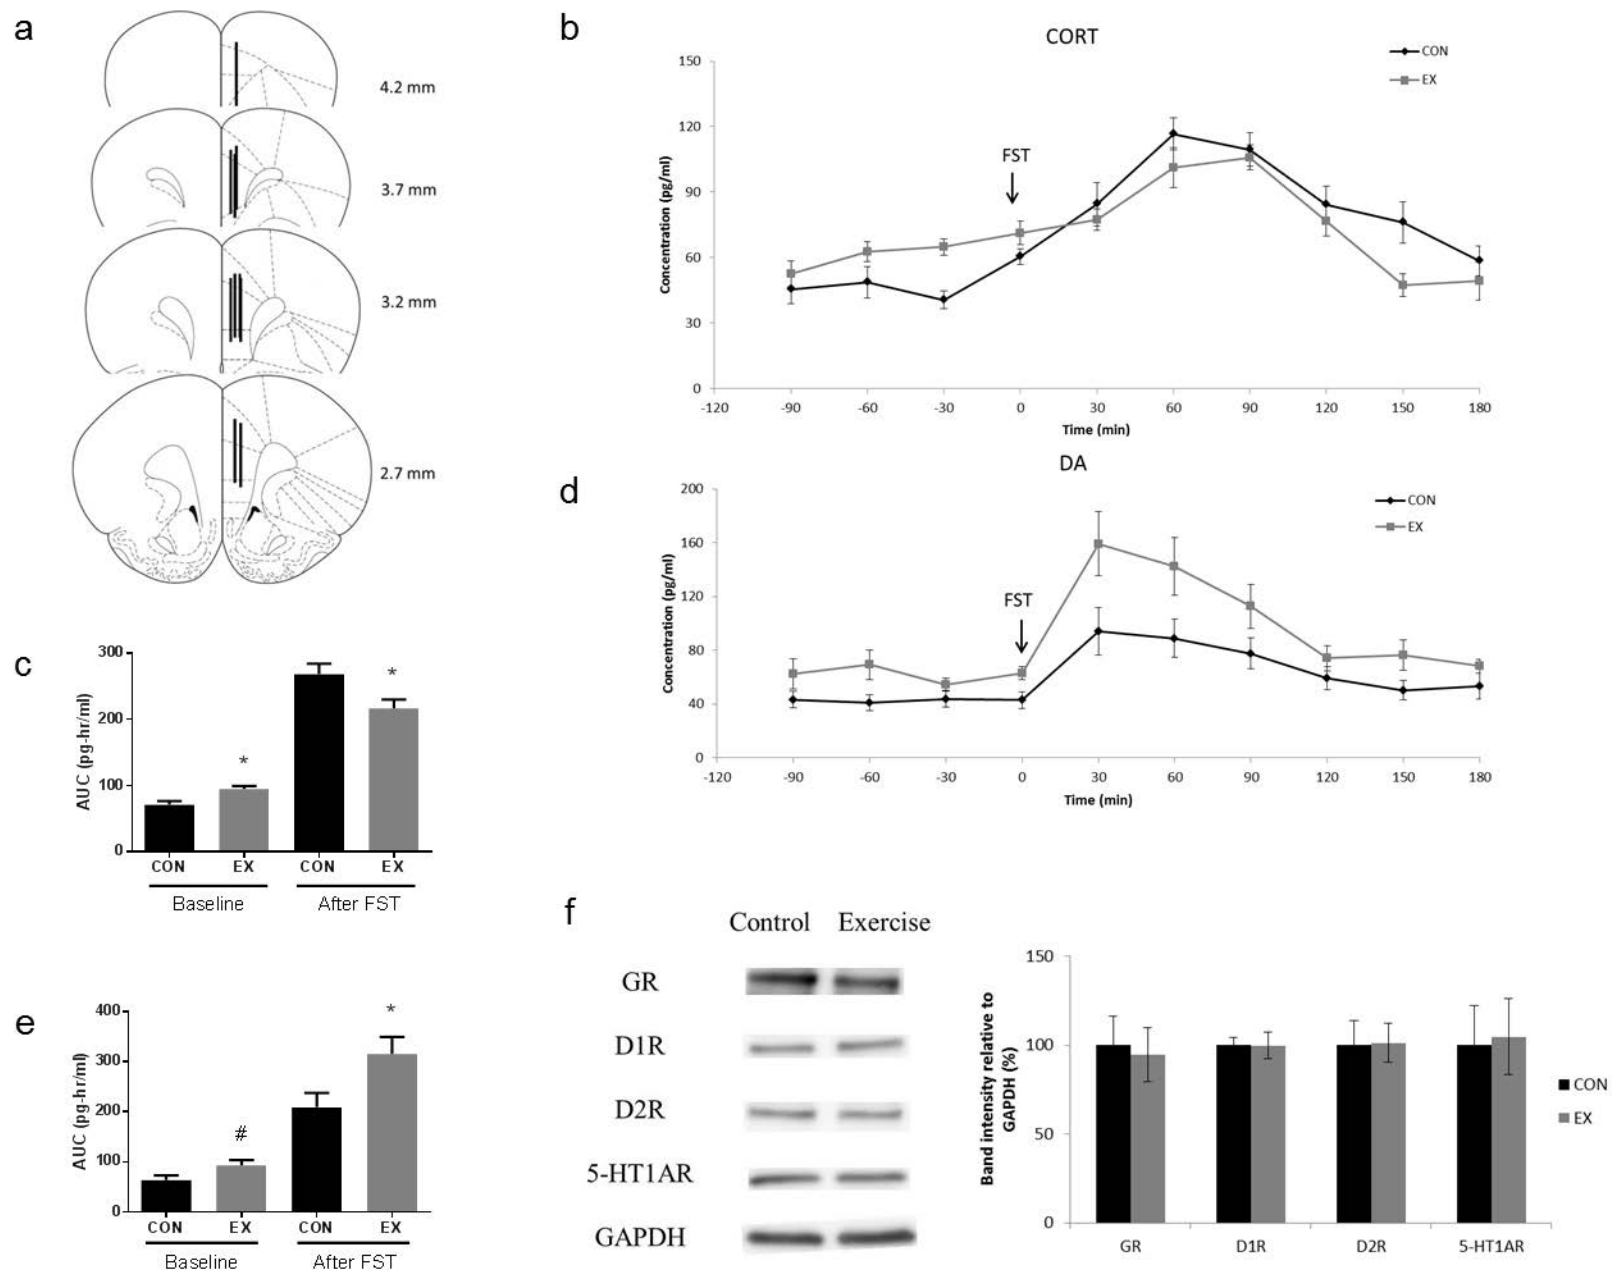 a
4.2 mm
3.7 mm
3.2 mm
2.7 mm
b
CORT
CON
EX
150
120
90
60
30
0
Concentration (pg/ml)
FST
-120 -90 -60 -30 0 30 60 90 120 150 180
Time (min)
c
300
200
100
0
AUC (pg-hr/ml)
*
*
CON EX CON EX
Baseline After FST
d
DA
CON
EX
200
160
120
80
40
0
Concentration (pg/ml)
FST
-120 -90 -60 -30 0 30 60 90 120 150 180
Time (min)
e
400
300
200
100
0
AUC (pg-hr/ml)
#
*
CON EX CON EX
Baseline After FST
f
Control Exercise
GR
D1R
D2R
5-HT1AR
GAPDH
150
100
50
0
Band intensity relative to
GAPDH (%)
CON
EX
GR D1R D2R 5-HT1AR